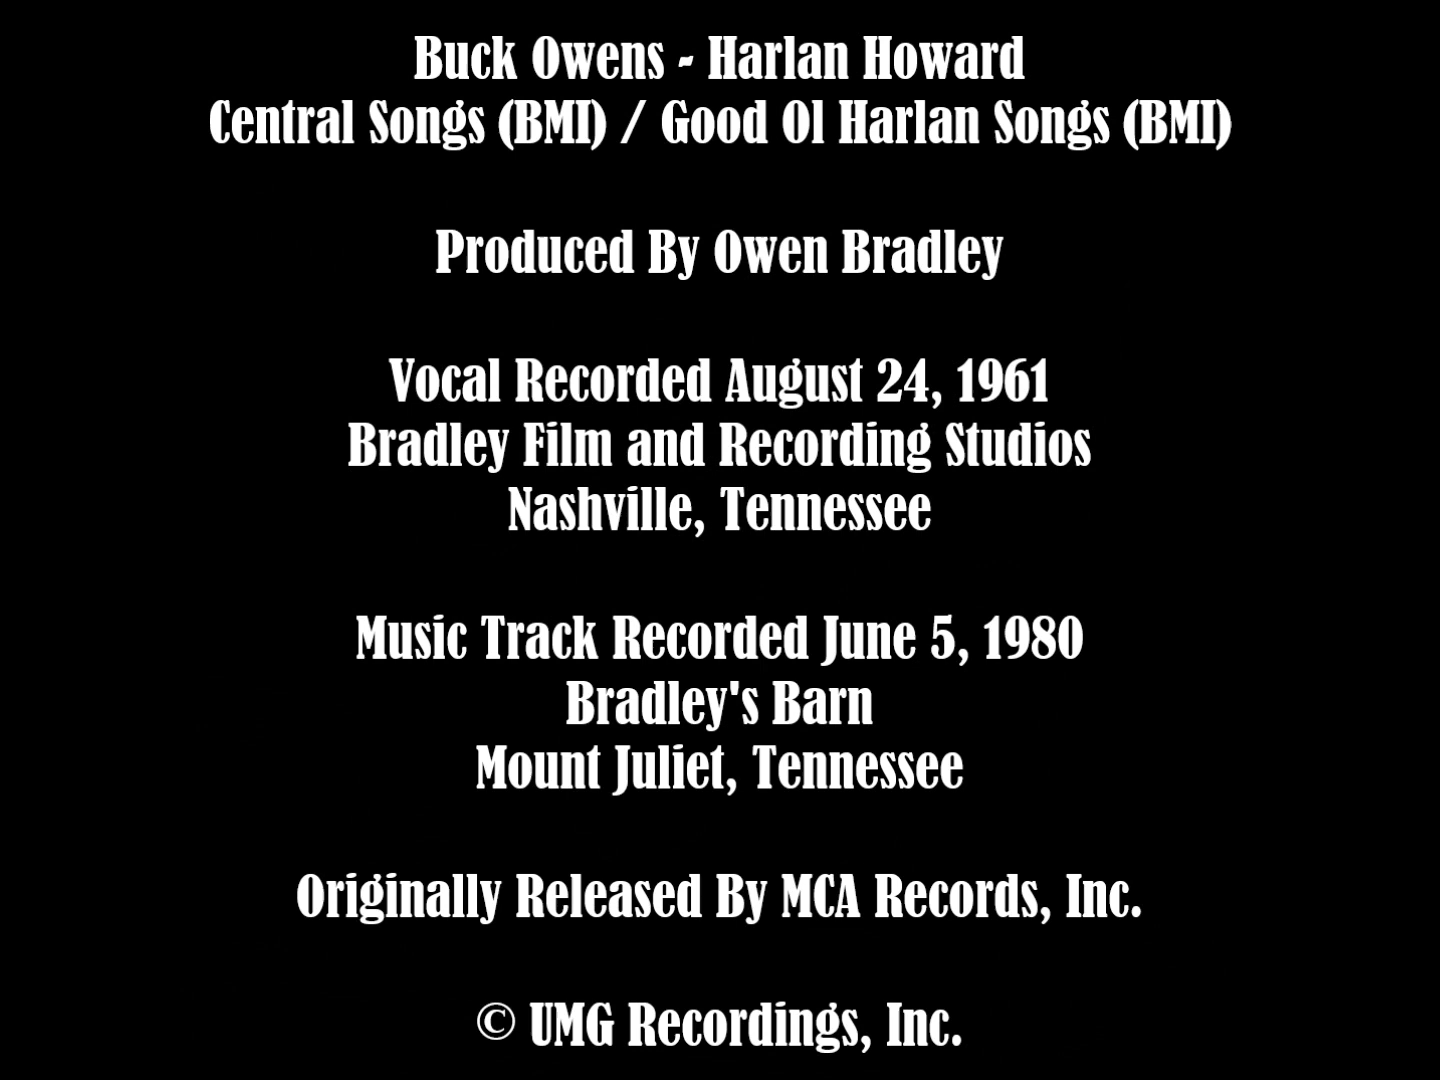 Buck Owens - Harlan Howard
Central Songs (BMI) / Good Ol Harlan Songs (BMI)
Produced By Owen Bradley
Vocal Recorded August 24, 1961
Bradley Film and Recording Studios
Nashville, Tennessee
Music Track Recorded June 5, 1980
Bradley's Barn
Mount Juliet, Tennessee
Originally Released By MCA Records, Inc.
© UMG Recordings, Inc.